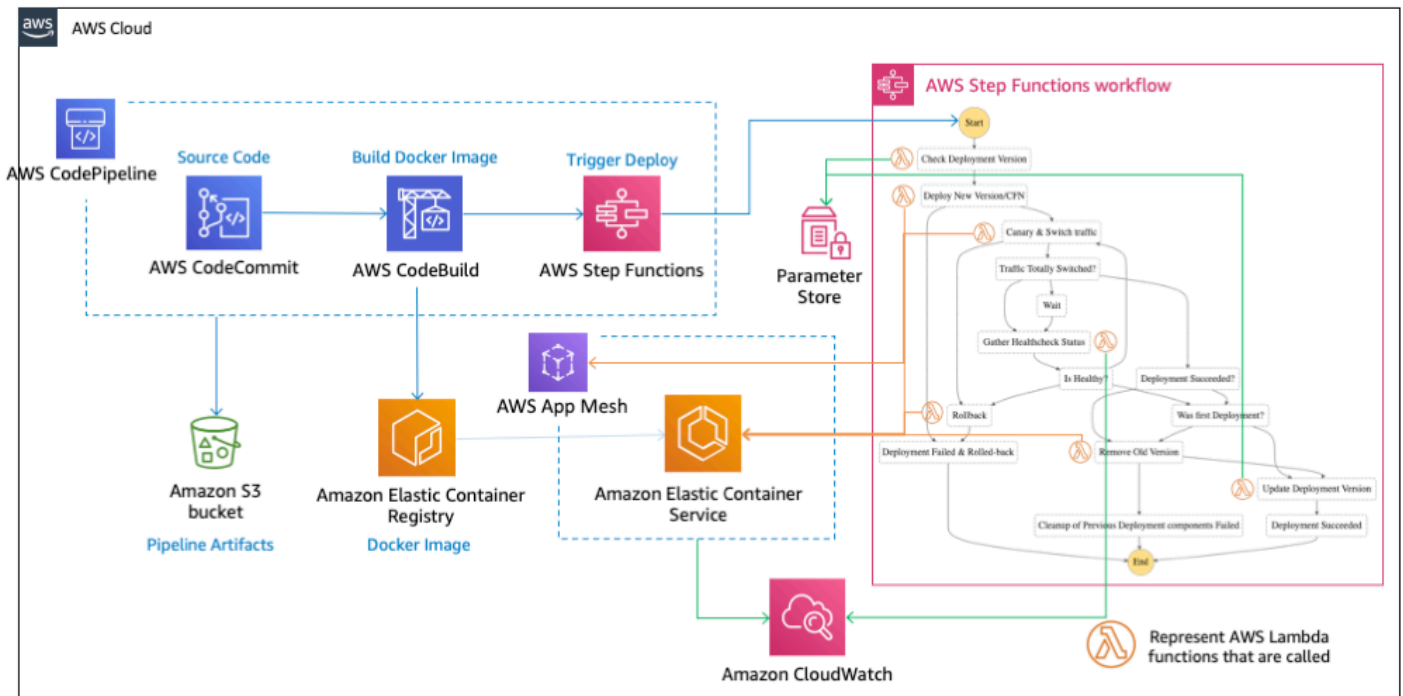 aws
AWS Cloud
AWS Step Functions workflow
Start
AWS CodePipeline
Source Code
Build Docker Image
Trigger Deploy
Check Deployment Version
Deploy New Version/CFN
AWS CodeCommit
AWS CodeBuild
AWS Step Functions
Parameter
Store
Canary & Switch traffic
Traffic Totally Switched?
Wait
Gather Healthcheck Status
Is Healthy?
Deployment Succeeded?
AWS App Mesh
Rollback
Was first Deployment?
Deployment Failed & Rolled-back
Remove Old Version
Update Deployment Version
Amazon S3
bucket
Pipeline Artifacts
Amazon Elastic Container
Registry
Docker Image
Amazon Elastic Container
Service
Cleanup of Previous Deployment components Failed
Deployment Succeeded
End
Amazon CloudWatch
Represent AWS Lambda
functions that are called